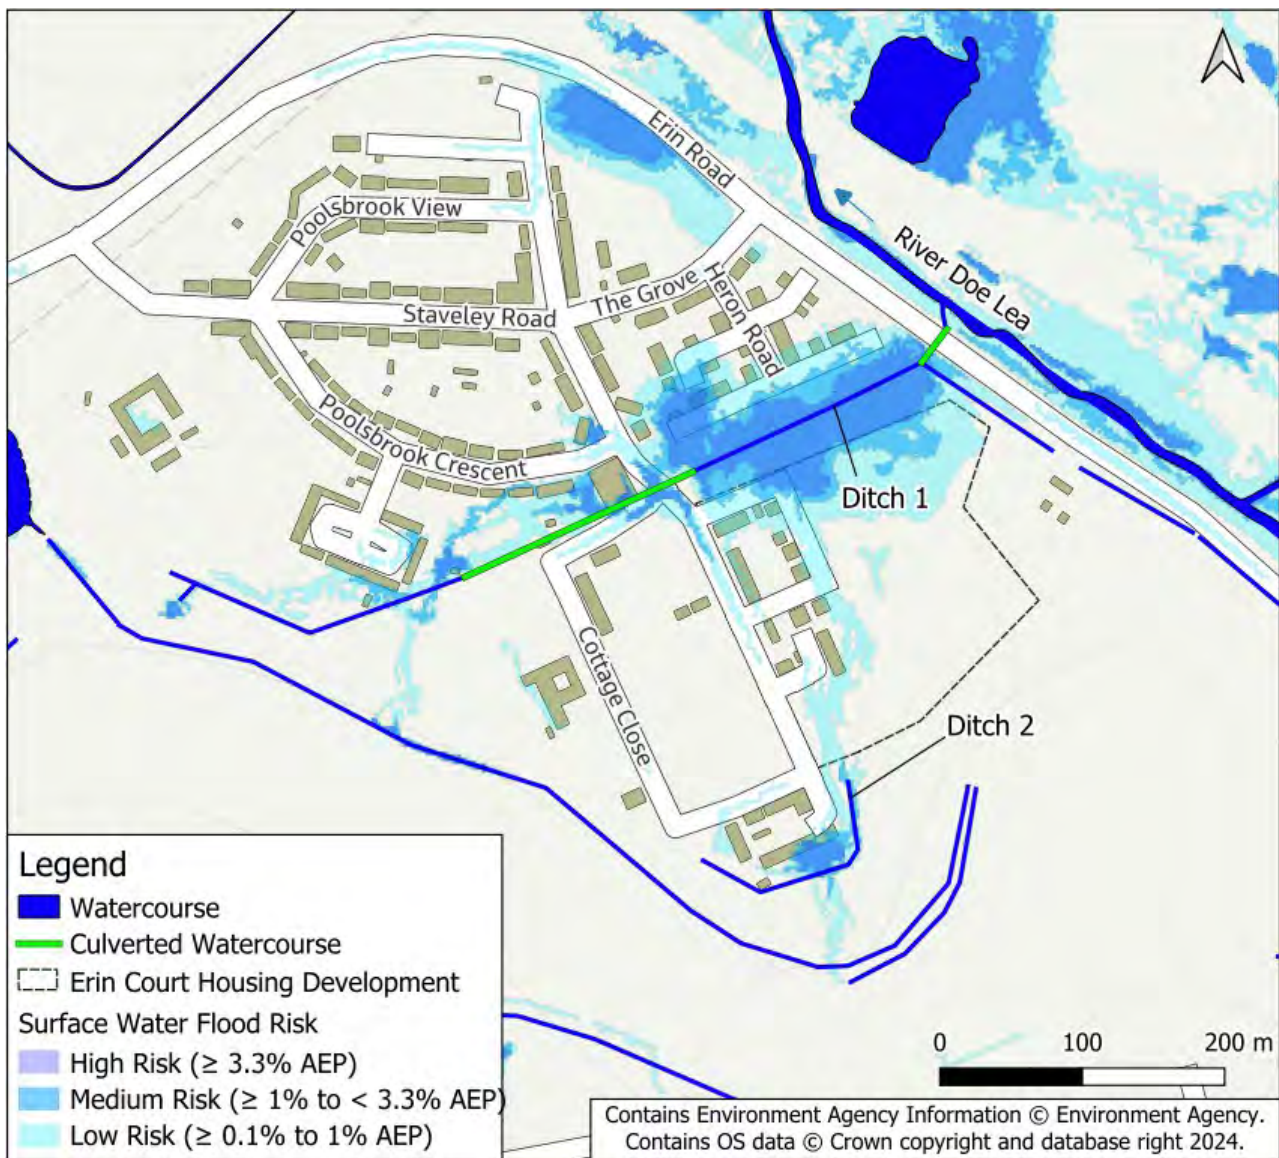 Erin Road
Poolsbrook View
River Doe Lea
The Grove
Heron Road
Staveley Road
Poolsbrook Crescent
Ditch 1
Cottage Close
Ditch 2
Legend
Watercourse
Culverted Watercourse
Erin Court Housing Development
Surface Water Flood Risk
High Risk (≥ 3.3% AEP)
Medium Risk (≥ 1% to < 3.3% AEP)
Low Risk (≥ 0.1% to 1% AEP)
0 100 200 m
Contains Environment Agency Information © Environment Agency.
Contains OS data © Crown copyright and database right 2024.